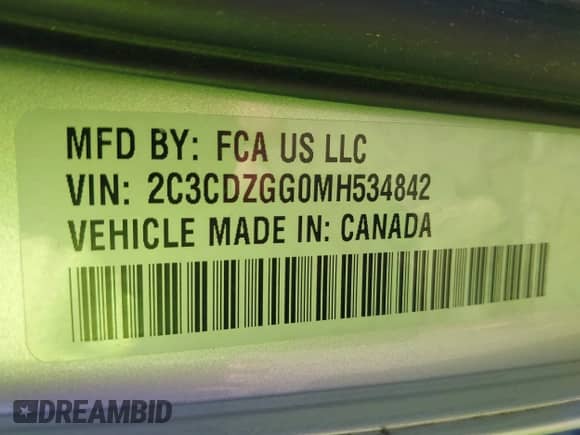 MFD BY: FCA US LLC
VIN: 2C3CDZGG0MH534842
VEHICLE MADE IN: CANADA
DREAMBID